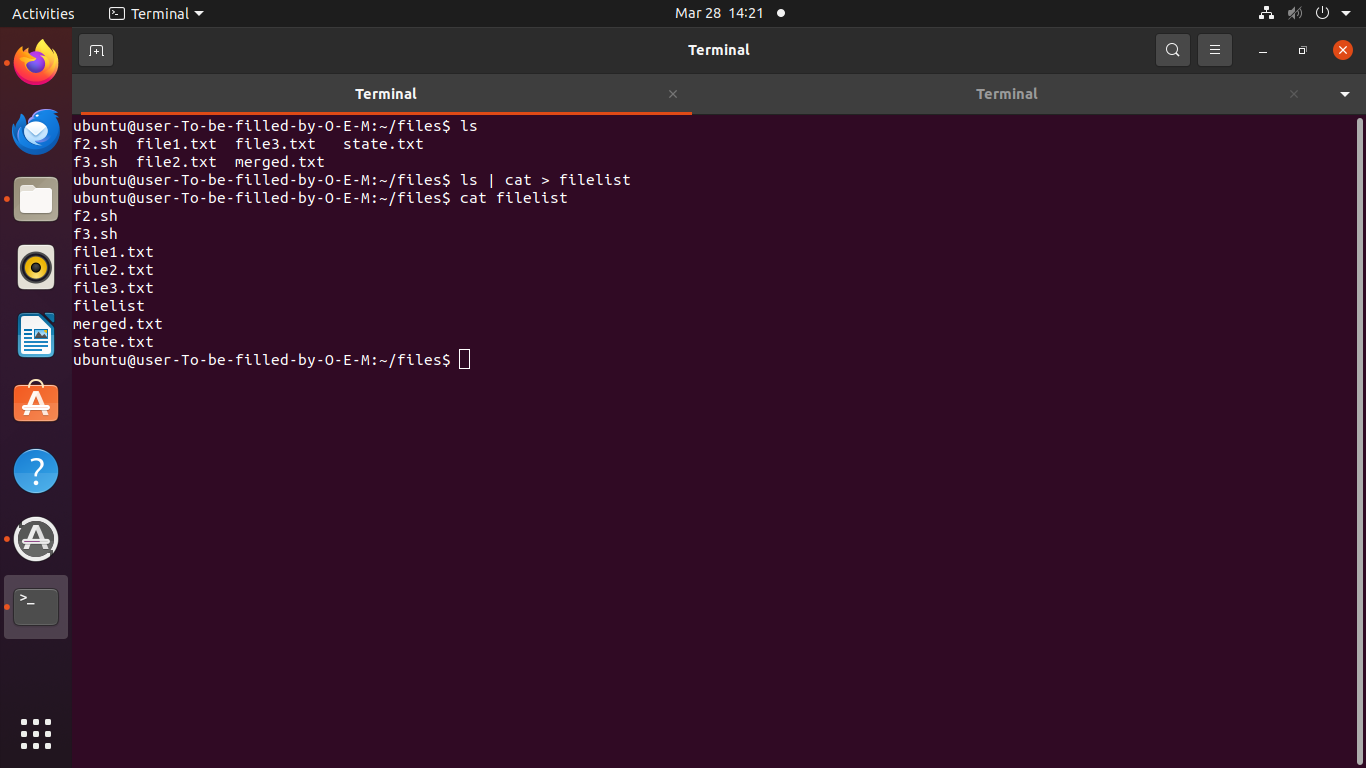 Activities
Terminal
Mar 28 14:21
Terminal
Terminal
Terminal
ubuntu@user-To-be-filled-by-O-E-M:~/files$ ls
f2.sh  file1.txt  file3.txt   state.txt
f3.sh  file2.txt  merged.txt
ubuntu@user-To-be-filled-by-O-E-M:~/files$ ls | cat > filelist
ubuntu@user-To-be-filled-by-O-E-M:~/files$ cat filelist
f2.sh
f3.sh
file1.txt
file2.txt
file3.txt
filelist
merged.txt
state.txt
ubuntu@user-To-be-filled-by-O-E-M:~/files$